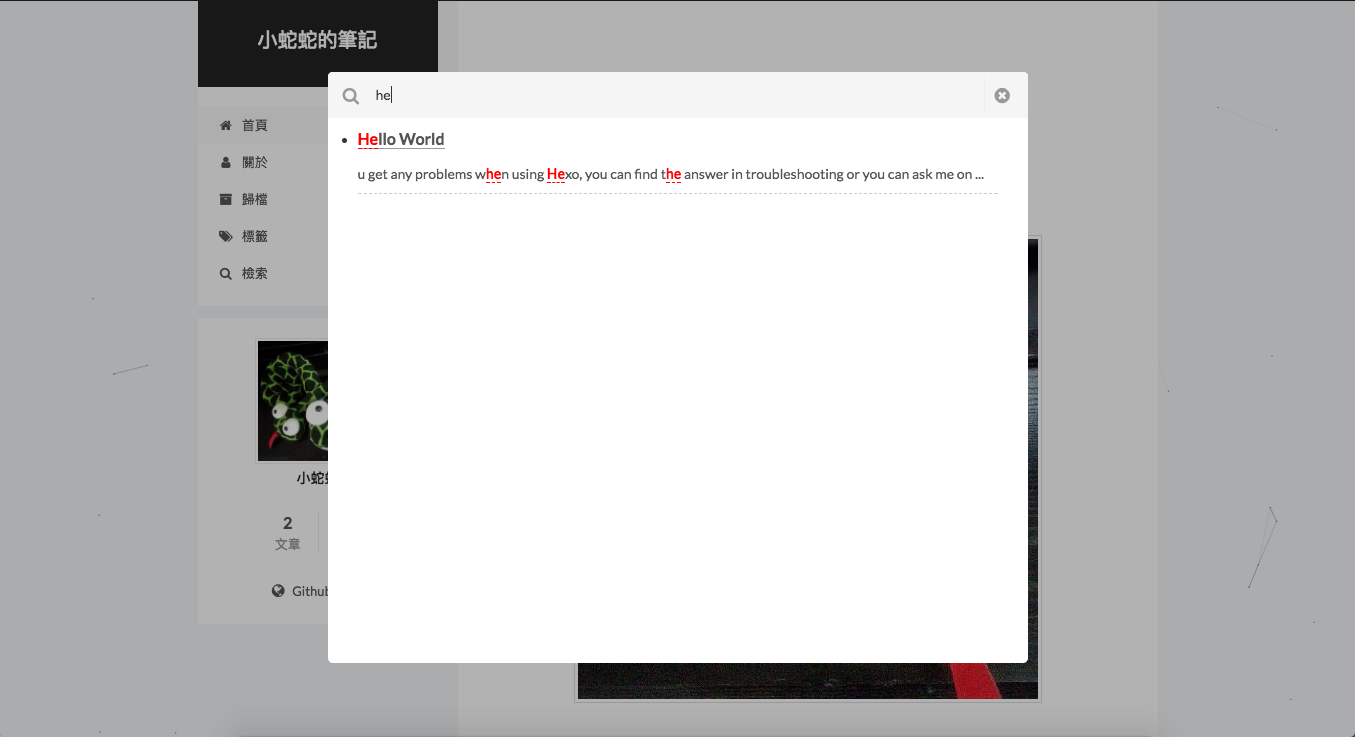 小蛇蛇的筆記
he
Hello World
u get any problems when using Hexo, you can find the answer in troubleshooting or you can ask me on ...
首頁
關於
歸檔
標籤
檢索
小蛇
2
文章
Github